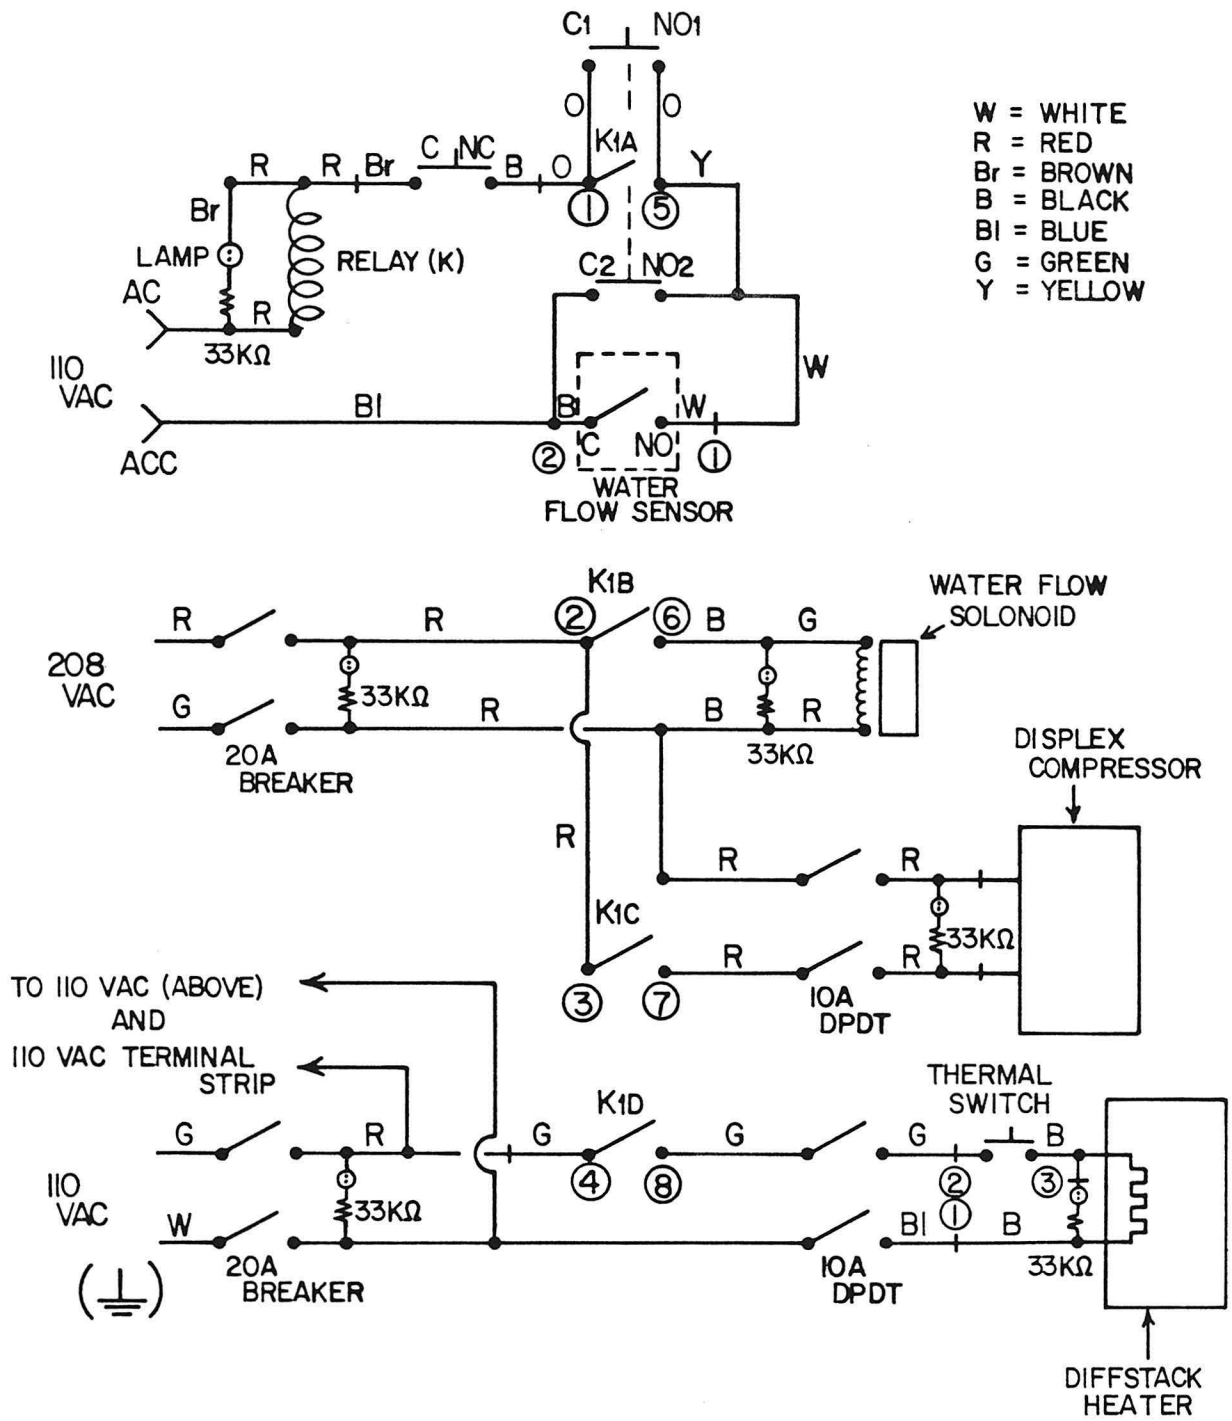 C1 NO1
O O
K1A
C NC
R R Br B O Y
1 5
Br
LAMP
RELAY (K)
C2 NO2
AC
R
33KΩ
110
VAC
W
Bl B W
C NO
2 1
ACC
WATER
FLOW SENSOR
W = WHITE
R = RED
Br = BROWN
B = BLACK
Bl = BLUE
G = GREEN
Y = YELLOW
K1B
WATER FLOW
SOLONOID
R R 2 6 B G
208
VAC
33KΩ
G R B R
33KΩ
20A
BREAKER
DISPLEX
COMPRESSOR
R
R R
K1C
33KΩ
R R
3 7
10A
DPDT
TO 110 VAC (ABOVE)
AND
110 VAC TERMINAL
STRIP
THERMAL
SWITCH
K1D
G R G G G B
4 8 2 3
110
VAC
33KΩ
1
W Bl B
33KΩ
20A
BREAKER
10A
DPDT
DIFFSTACK
HEATER